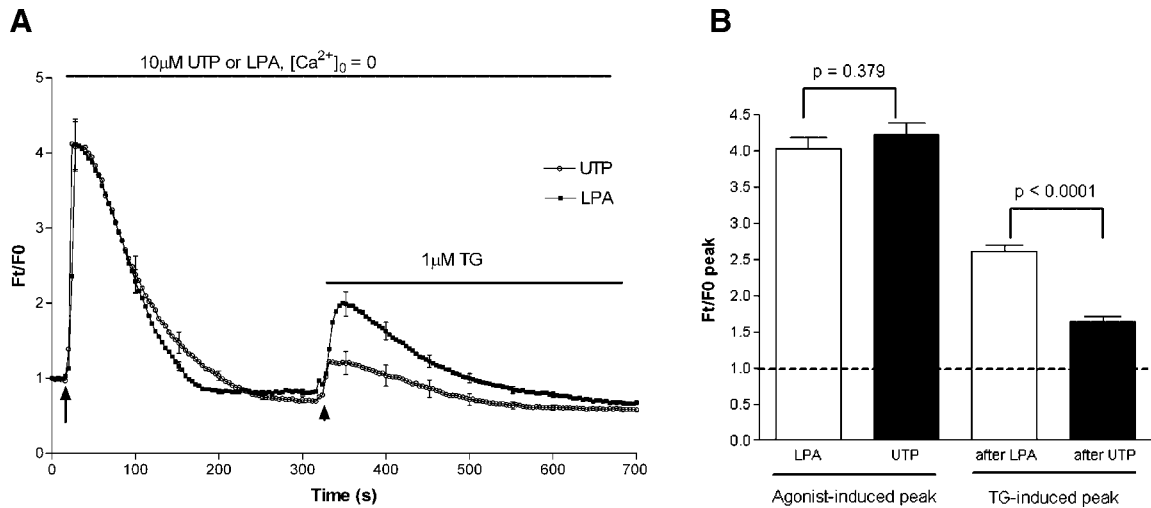 A
10µM UTP or LPA, [Ca2+]0 = 0
5
4
3
2
1
0
Ft/F0
UTP
LPA
1µM TG
0
100
200
300
400
500
600
700
Time (s)
B
p = 0.379
p < 0.0001
4.5
4.0
3.5
3.0
2.5
2.0
1.5
1.0
0.5
0.0
Ft/F0 peak
LPA
UTP
after LPA
after UTP
Agonist-induced peak
TG-induced peak